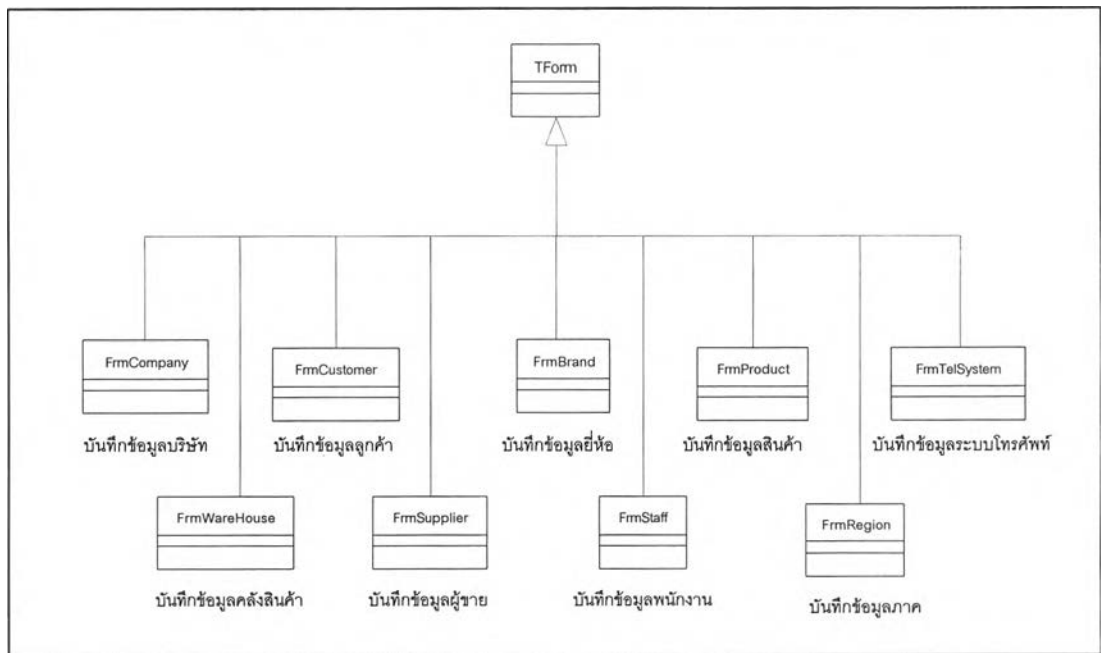 TForm
FrmCompany
FrmCustomer
FrmBrand
FrmProduct
FrmTelSystem
บันทึกข้อมูลบริษัท
บันทึกข้อมูลลูกค้า
บันทึกข้อมูลยี่ห้อ
บันทึกข้อมูลสินค้า
บันทึกข้อมูลระบบโทรศัพท์
FrmWareHouse
FrmSupplier
FrmStaff
FrmRegion
บันทึกข้อมูลคลังสินค้า
บันทึกข้อมูลผู้ขาย
บันทึกข้อมูลพนักงาน
บันทึกข้อมูลภาค